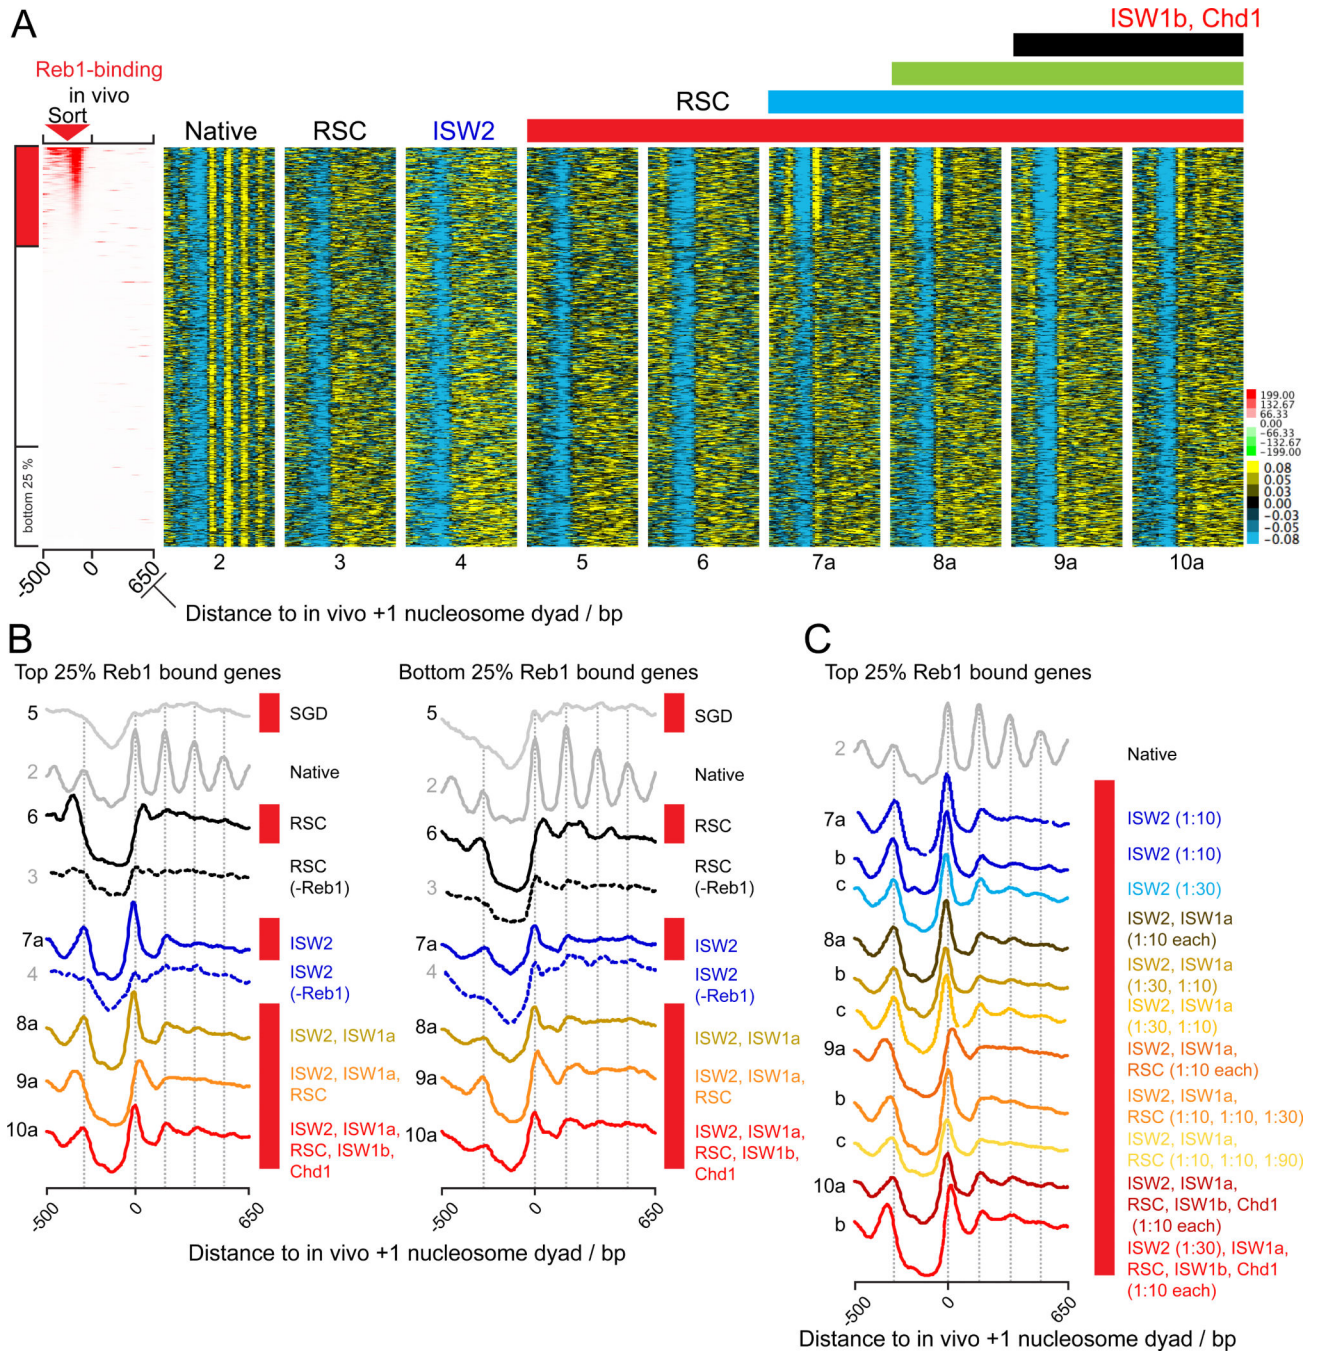 A
ISW1b, Chd1
Reb1-binding
in vivo
Sort
Native
RSC
ISW2
RSC
bottom 25 %
199.00
132.67
66.33
0.00
-66.33
-132.67
-199.00
0.08
0.05
0.03
0.00
-0.03
-0.05
-0.08
-500
0
650
2
3
4
5
6
7a
8a
9a
10a
Distance to in vivo +1 nucleosome dyad / bp
B
Top 25% Reb1 bound genes
5
SGD
2
Native
6
RSC
3
RSC
(-Reb1)
7a
ISW2
4
ISW2
(-Reb1)
8a
ISW2, ISW1a
9a
ISW2, ISW1a,
RSC
10a
ISW2, ISW1a,
RSC, ISW1b,
Chd1
-500
0
650
Bottom 25% Reb1 bound genes
5
SGD
2
Native
6
RSC
3
RSC
(-Reb1)
7a
ISW2
4
ISW2
(-Reb1)
8a
ISW2, ISW1a
9a
ISW2, ISW1a,
RSC
10a
ISW2, ISW1a,
RSC, ISW1b,
Chd1
-500
0
650
Distance to in vivo +1 nucleosome dyad / bp
C
Top 25% Reb1 bound genes
2
Native
7a
ISW2 (1:10)
b
ISW2 (1:10)
c
ISW2 (1:30)
8a
ISW2, ISW1a
(1:10 each)
b
ISW2, ISW1a
(1:30, 1:10)
c
ISW2, ISW1a
(1:30, 1:10)
9a
ISW2, ISW1a,
RSC (1:10 each)
b
ISW2, ISW1a,
RSC (1:10, 1:10, 1:30)
c
ISW2, ISW1a,
RSC (1:10, 1:10, 1:90)
10a
ISW2, ISW1a,
RSC, ISW1b, Chd1
(1:10 each)
b
ISW2 (1:30), ISW1a,
RSC, ISW1b, Chd1
(1:10 each)
-500
0
650
Distance to in vivo +1 nucleosome dyad / bp